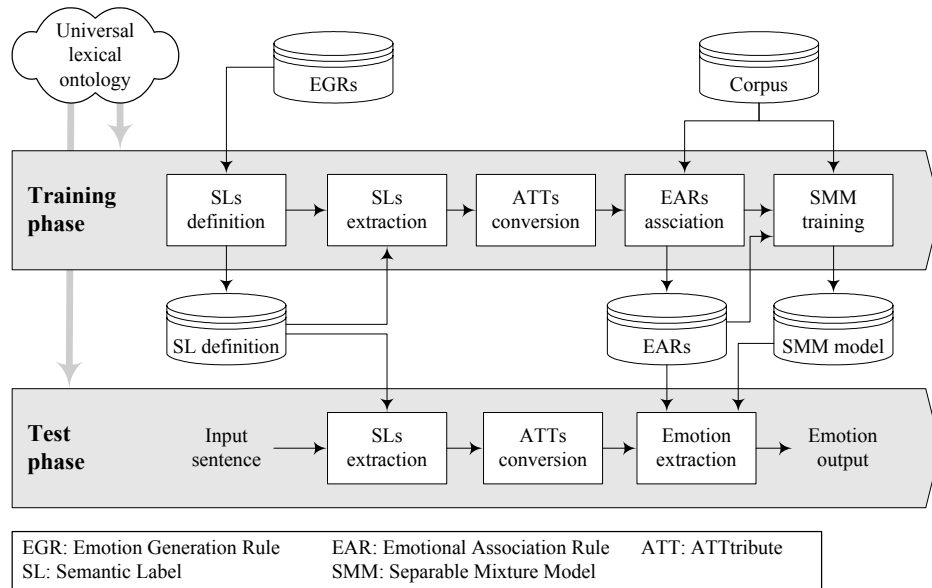 Universal
lexical
ontology
EGRs
Corpus
Training
phase
SLs
definition
SLs
extraction
ATTs
conversion
EARs
assciation
SMM
training
SL definition
EARs
SMM model
Test
phase
Input
sentence
SLs
extraction
ATTs
conversion
Emotion
extraction
Emotion
output
EGR: Emotion Generation Rule EAR: Emotional Association Rule ATT: ATTtribute
SL: Semantic Label SMM: Separable Mixture Model